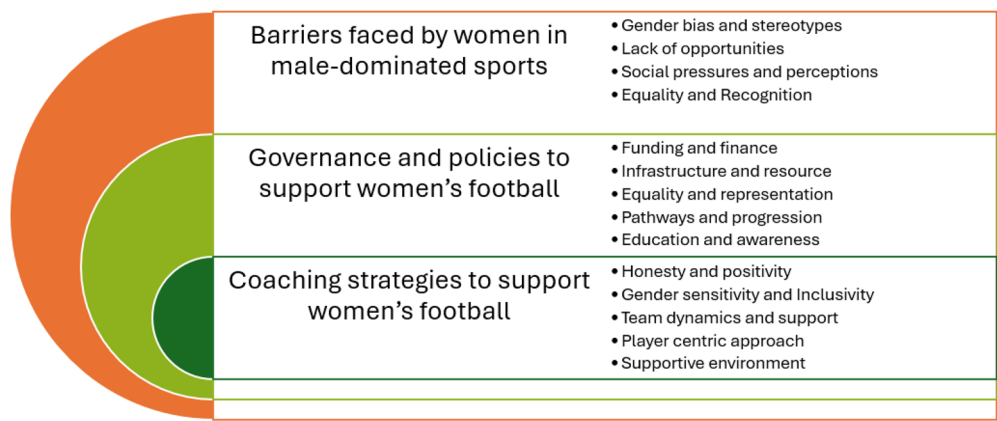 Barriers faced by women in
male-dominated sports
• Gender bias and stereotypes
• Lack of opportunities
• Social pressures and perceptions
• Equality and Recognition
Governance and policies to
support women’s football
• Funding and finance
• Infrastructure and resource
• Equality and representation
• Pathways and progression
• Education and awareness
Coaching strategies to support
women’s football
• Honesty and positivity
• Gender sensitivity and Inclusivity
• Team dynamics and support
• Player centric approach
• Supportive environment